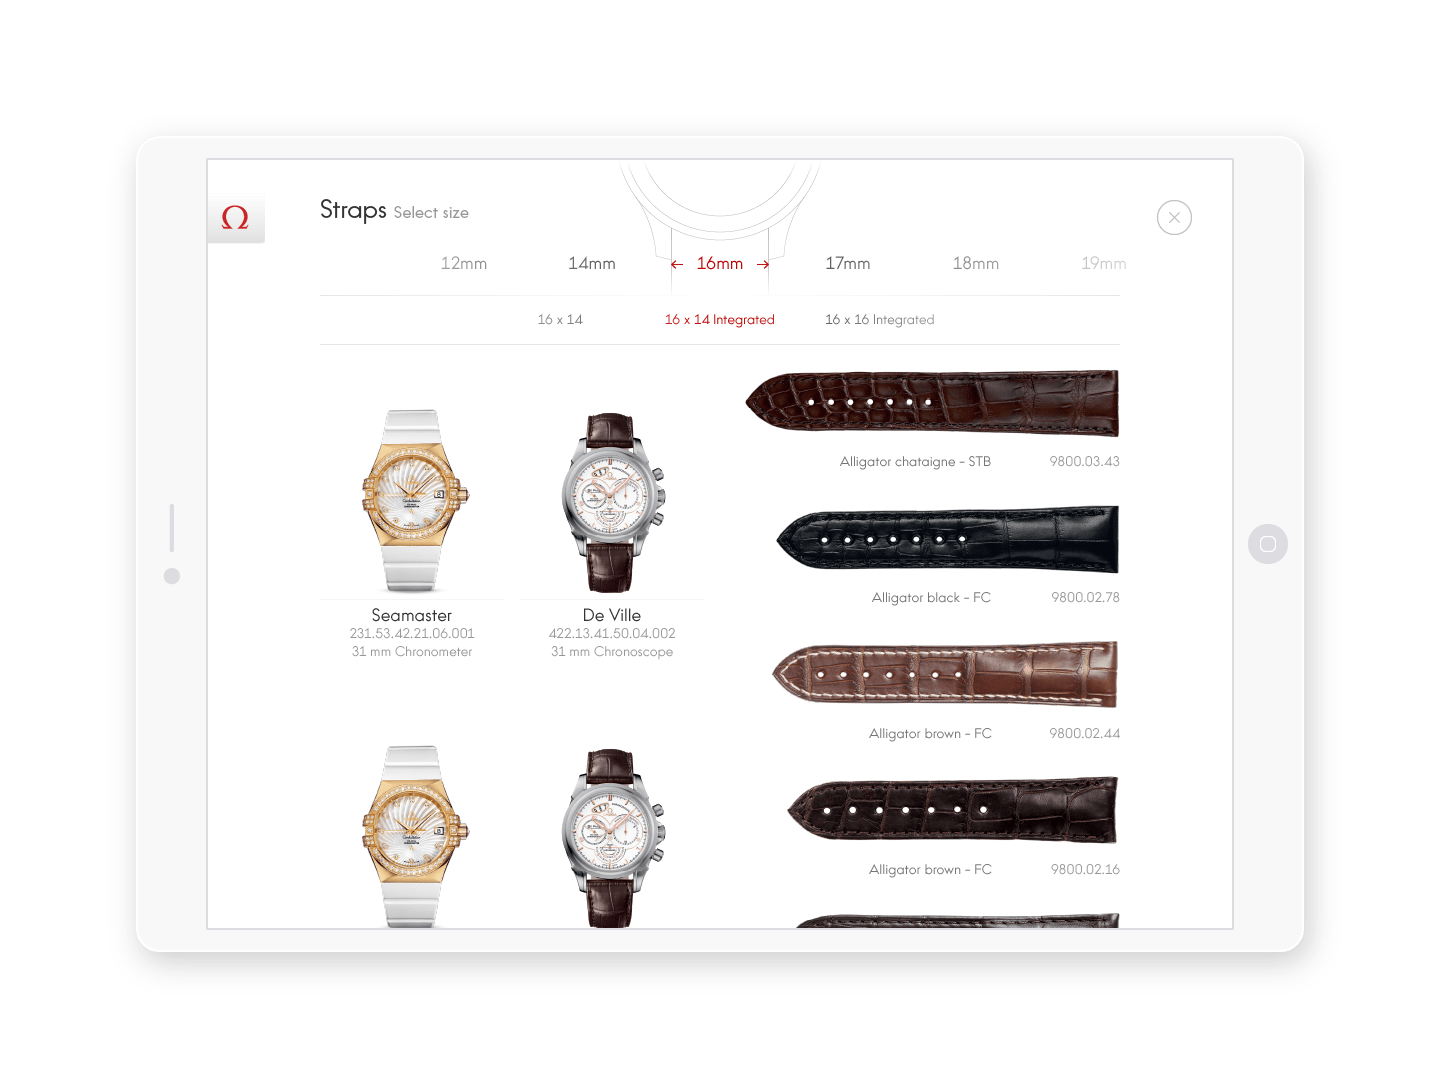 Ω
Straps Select size
12mm 14mm 16mm 17mm 18mm 19mm
16 x 14 16 x 14 Integrated 16 x 16 Integrated
Alligator chataigne - STB 9800.03.43
Alligator black - FC 9800.02.78
Seamaster
231.53.42.21.06.001
31 mm Chronometer
De Ville
422.13.41.50.04.002
31 mm Chronoscope
Alligator brown - FC 9800.02.44
Alligator brown - FC 9800.02.16